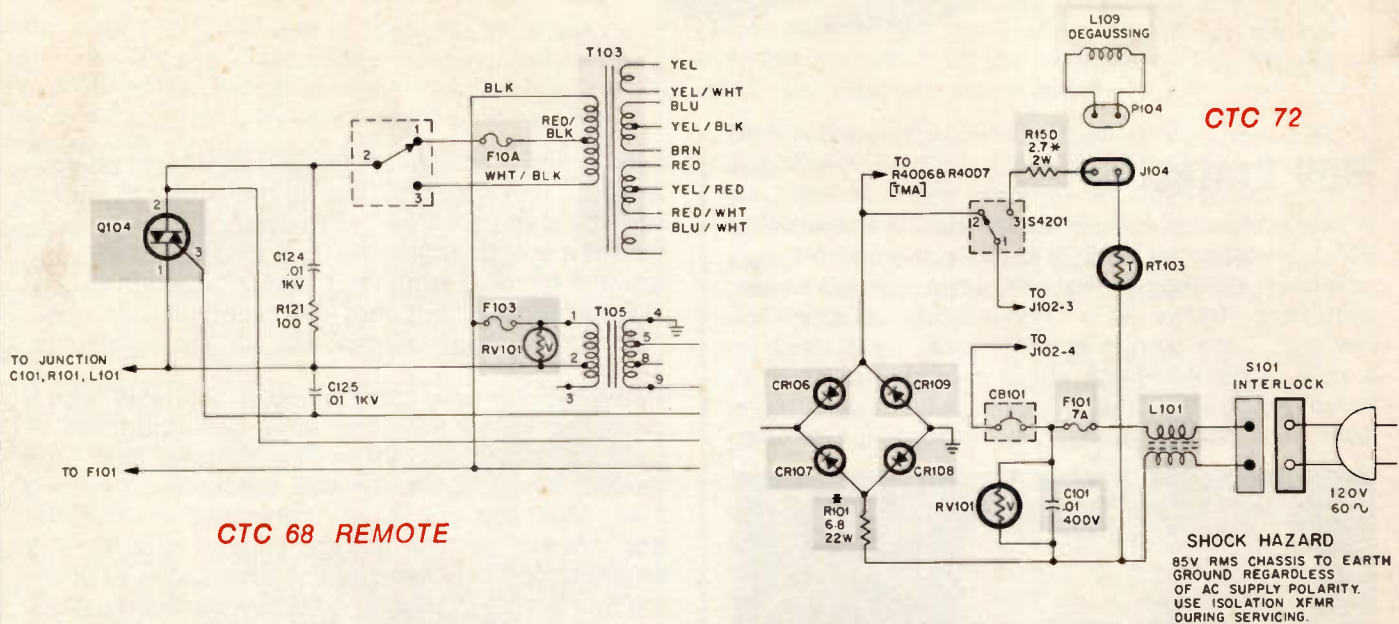 T103
BLK
RED/
BLK
WHT/BLK
F10A
YEL
YEL/WHT
BLU
YEL/BLK
BRN
RED
YEL/RED
RED/WHT
BLU/WHT
2
1
3
Q104
2
3
1
C124
.01
1KV
R121
100
F103
RV101
V
T105
1
2
3
4
5
8
9
TO JUNCTION
C101, R101, L101
C125
.01 1KV
TO F101
CTC 68 REMOTE
L109
DEGAUSSING
P104
CTC 72
R150
2.7*
2W
J104
TO
R4006&R4007
[TMA]
2
3
S4201
1
T
RT103
TO
J102-3
TO
J102-4
CR106
CR109
CR107
CR108
CB101
F101
7A
L101
S101
INTERLOCK
*
R101
6.8
22W
RV101
V
C101
.01
400V
120V
60 ∿
SHOCK HAZARD
85V RMS CHASSIS TO EARTH
GROUND REGARDLESS
OF AC SUPPLY POLARITY.
USE ISOLATION XFMR
DURING SERVICING.